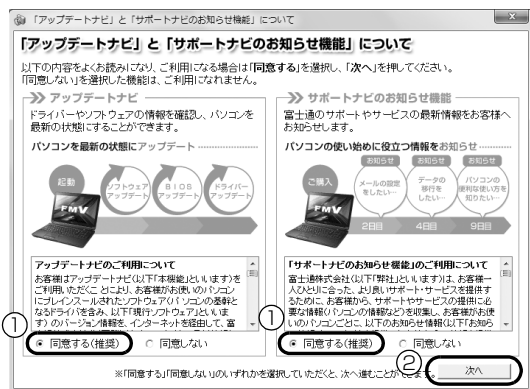 「アップデートナビ」と「サポートナビのお知らせ機能」について
「アップデートナビ」と「サポートナビのお知らせ機能」について
以下の内容をよくお読みになり、ご利用になる場合は「同意する」を選択し、「次へ」を押してください。
「同意しない」を選択した機能は、ご利用になれません。
アップデートナビ
ドライバーやソフトウェアの情報を確認し、パソコンを
最新の状態にすることができます。
パソコンを最新の状態にアップデート
起動
ソフトウェア
アップデート
BIOS
アップデート
ドライバー
アップデート
FMV
アップデートナビのご利用について
お客様はアップデートナビ(以下「本機能」といいます)を
ご利用いただくことにより、お客様がお使いのパソコン
にプレインストールされたソフトウェア(パソコンの基幹と
なるドライバを含み、以下「現行ソフトウェア」といいま
す)のバージョン情報を、インターネットを経由して、富
①
同意する(推奨)
同意しない
サポートナビのお知らせ機能
富士通のサポートやサービスの最新情報をお客様へ
お知らせします。
パソコンの使い始めに役立つ情報をお知らせ
ご購入
お知らせ
メールの設定
をしたい…
2日目
お知らせ
データの
移行を
したい…
4日目
お知らせ
パソコンの
便利な使い方を
知りたい…
9日目
FMV
「サポートナビのお知らせ機能」のご利用について
富士通株式会社(以下「弊社」といいます)は、お客様一
人ひとりに合った、より良いサポート・サービスを提供す
るために、お客様から、サポートやサービスの提供に必
要な情報(パソコンの情報など)を収集し、お客様がお使
いのパソコンごとに、以下のお知らせ情報(以下「お知ら
①
同意する(推奨)
同意しない
※「同意する」「同意しない」のいずれかを選択していただくと、次へ進むことができます。
②
次へ